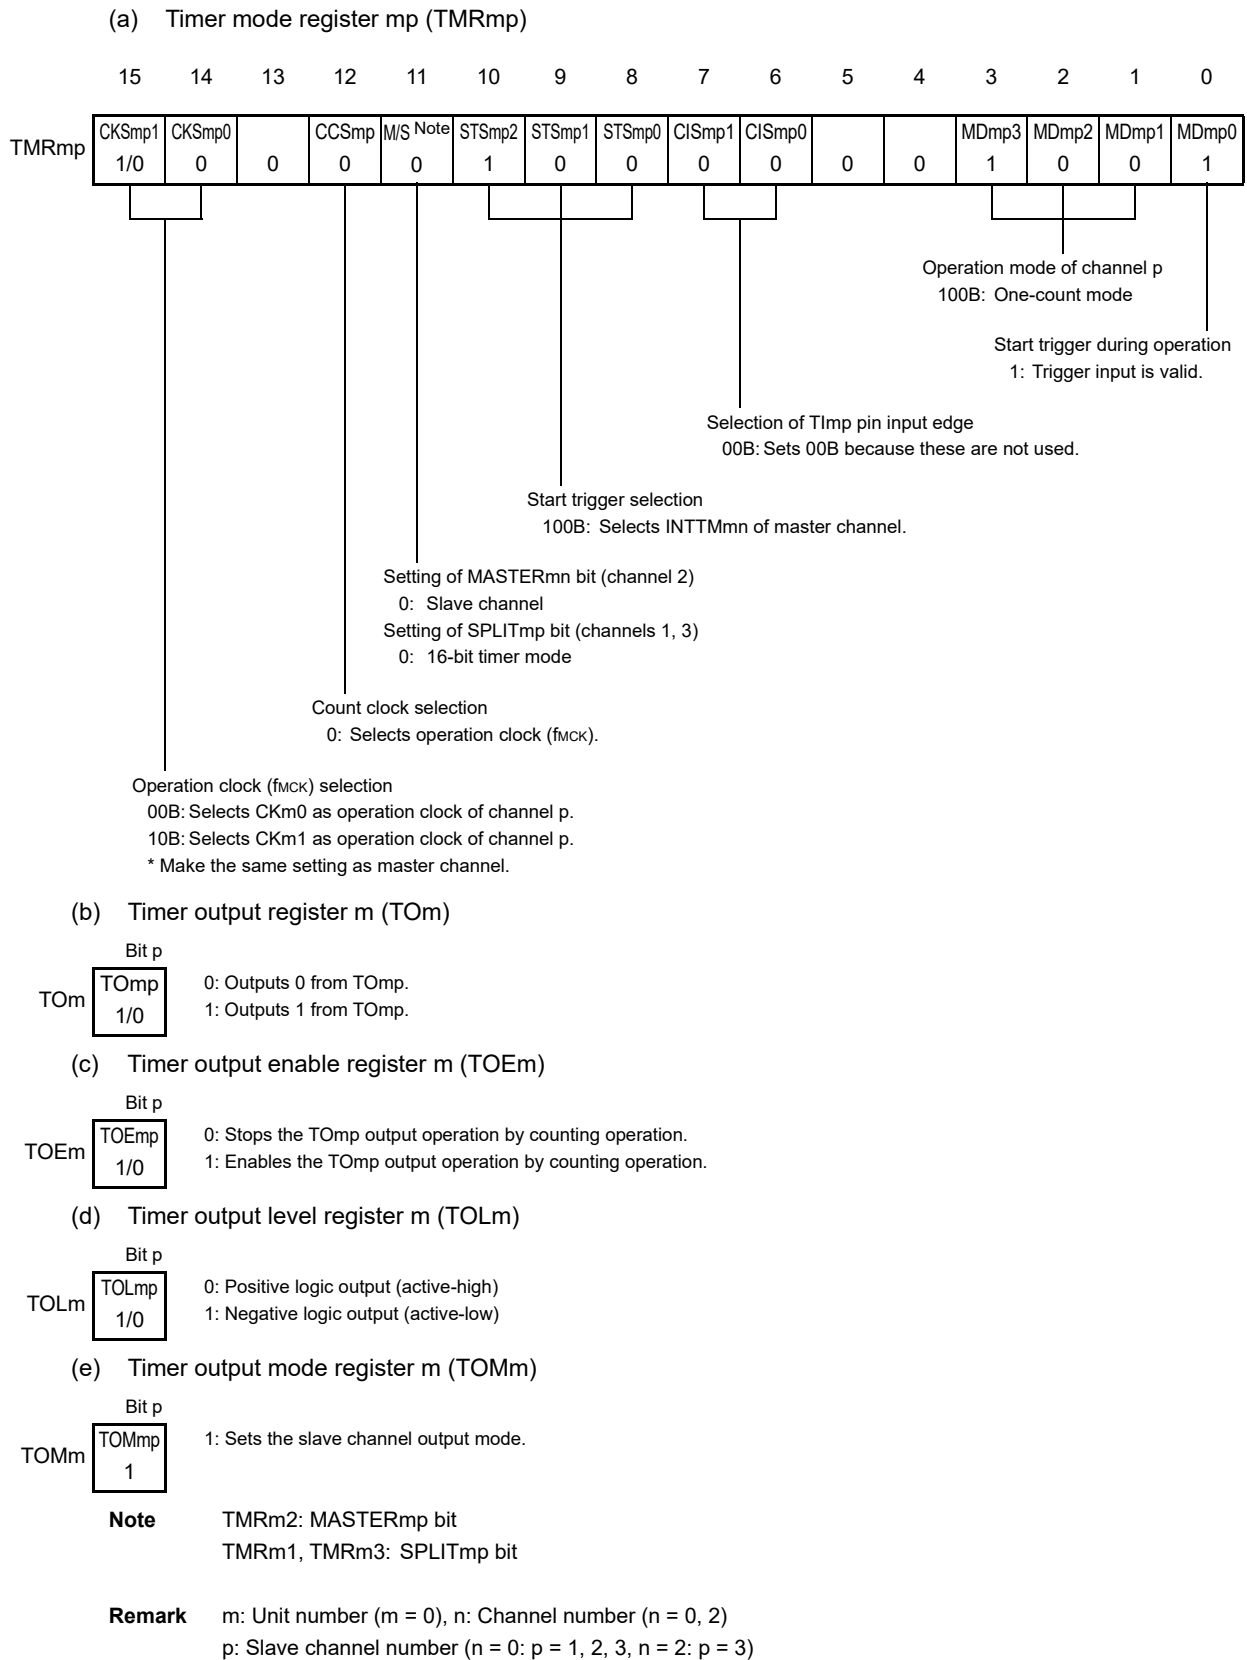 (a) Timer mode register mp (TMRmp)
15 14 13 12 11 10 9 8 7 6 5 4 3 2 1 0
TMRmp CKSmp1 CKSmp0 CCSmp M/S Note STSmp2 STSmp1 STSmp0 CISmp1 CISmp0 MDmp3 MDmp2 MDmp1 MDmp0
1/0 0 0 0 0 1 0 0 0 0 0 0 1 0 0 1
Operation mode of channel p
100B: One-count mode
Start trigger during operation
1: Trigger input is valid.
Selection of TImp pin input edge
00B: Sets 00B because these are not used.
Start trigger selection
100B: Selects INTTMmn of master channel.
Setting of MASTERmn bit (channel 2)
0: Slave channel
Setting of SPLITmp bit (channels 1, 3)
0: 16-bit timer mode
Count clock selection
0: Selects operation clock (fMCK).
Operation clock (fMCK) selection
00B: Selects CKm0 as operation clock of channel p.
10B: Selects CKm1 as operation clock of channel p.
* Make the same setting as master channel.
(b) Timer output register m (TOm)
Bit p
TOm TOmp 1/0
0: Outputs 0 from TOmp.
1: Outputs 1 from TOmp.
(c) Timer output enable register m (TOEm)
Bit p
TOEm TOEmp 1/0
0: Stops the TOmp output operation by counting operation.
1: Enables the TOmp output operation by counting operation.
(d) Timer output level register m (TOLm)
Bit p
TOLm TOLmp 1/0
0: Positive logic output (active-high)
1: Negative logic output (active-low)
(e) Timer output mode register m (TOMm)
Bit p
TOMm TOMmp 1
1: Sets the slave channel output mode.
Note TMRm2: MASTERmp bit
TMRm1, TMRm3: SPLITmp bit
Remark m: Unit number (m = 0), n: Channel number (n = 0, 2)
p: Slave channel number (n = 0: p = 1, 2, 3, n = 2: p = 3)